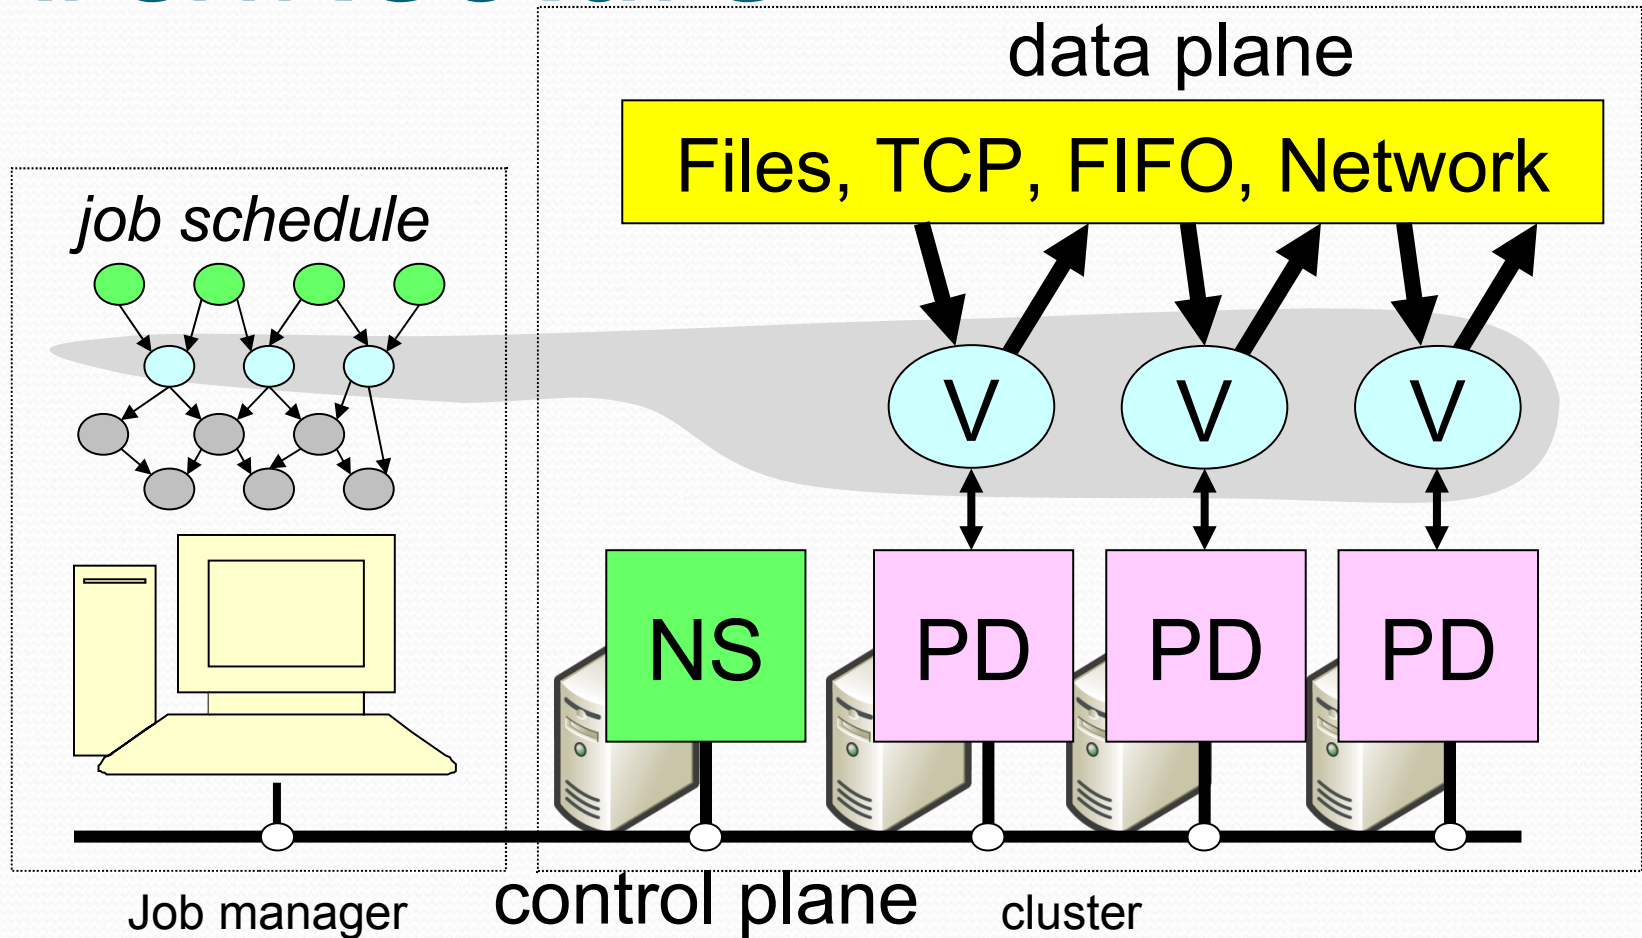 data plane
Files, TCP, FIFO, Network
job schedule
V
V
V
NS
PD
PD
PD
Job manager
control plane
cluster